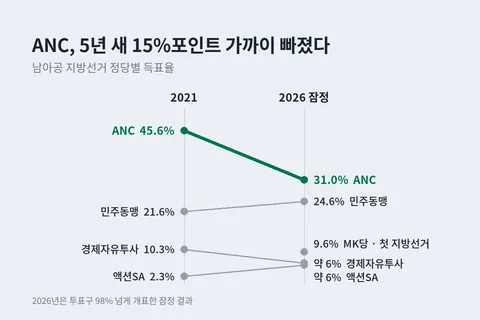 ANC, 5년 새 15%포인트 가까이 빠졌다
남아공 지방선거 정당별 득표율
2021 2026 잠정
ANC 45.6%
31.0% ANC
24.6% 민주동맹
민주동맹 21.6%
9.6% MK당 · 첫 지방선거
경제자유투사 10.3%
약 6% 경제자유투사
액션SA 2.3%
약 6% 액션SA
2026년은 투표구 98% 넘게 개표한 잠정 결과